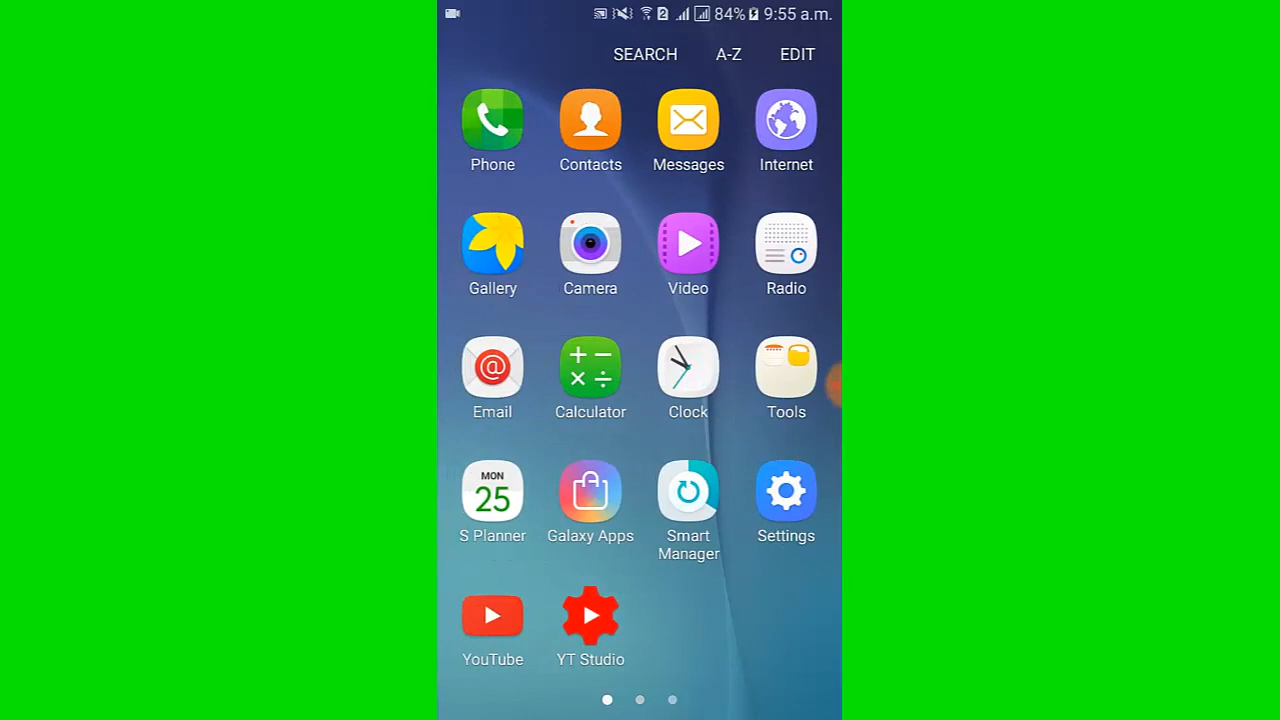 84% 9:55 a.m.
SEARCH A-Z EDIT
Phone Contacts Messages Internet
Gallery Camera Video Radio
Email Calculator Clock Tools
MON
25
S Planner Galaxy Apps Smart Manager Settings
YouTube YT Studio